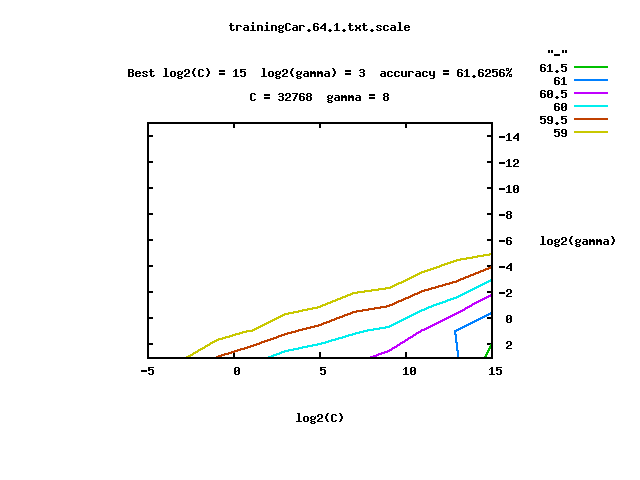 trainingCar.64.1.txt.scale
Best log2(C) = 15  log2(gamma) = 3  accuracy = 61.6256%
C = 32768  gamma = 8
"-"
61.5
61
60.5
60
59.5
59
-14
-12
-10
-8
-6
-4
-2
0
2
log2(gamma)
-5 0 5 10 15
log2(C)